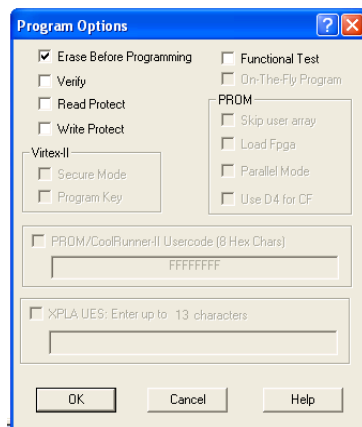 Program Options
Erase Before Programming
Verify
Read Protect
Write Protect
Functional Test
On-The-Fly Program
PROM
Skip user array
Load Fpga
Parallel Mode
Use D4 for CF
Virtex-II
Secure Mode
Program Key
PROM/CoolRunner-II Usercode (8 Hex Chars)
FFFFFFFF
XPLA UES: Enter up to 13 characters
OK Cancel Help